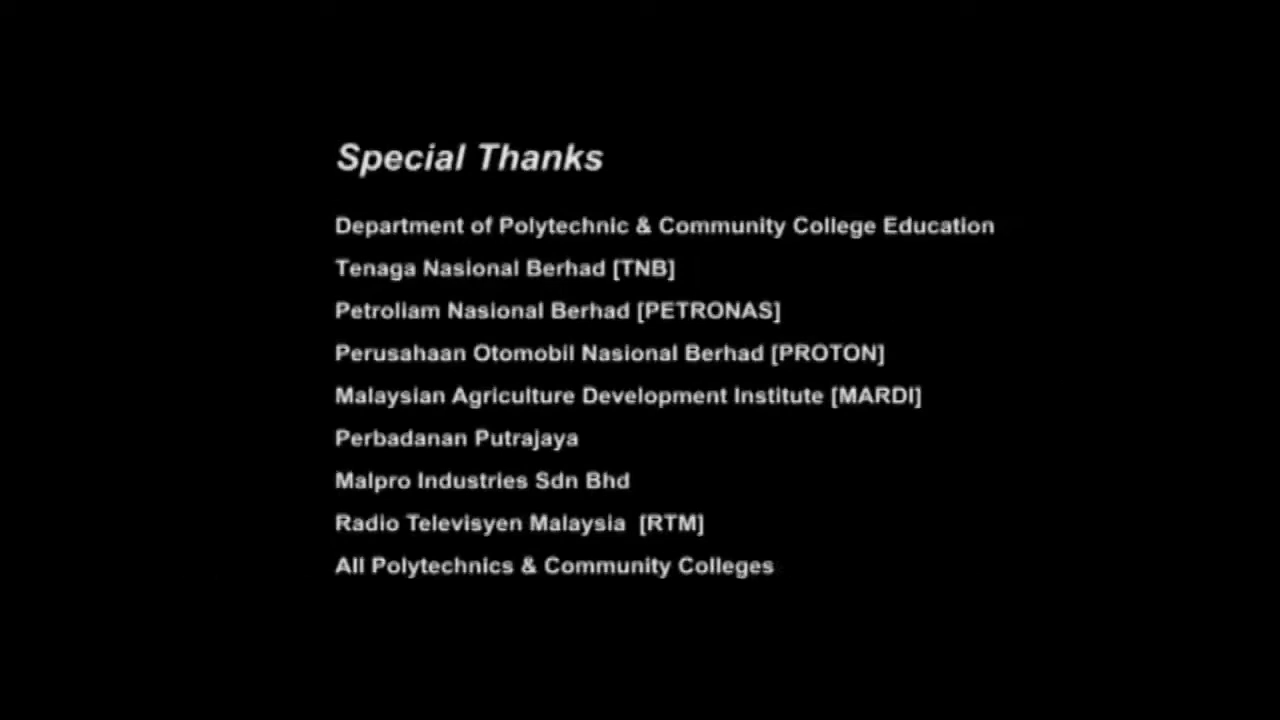 Special Thanks
Department of Polytechnic & Community College Education
Tenaga Nasional Berhad [TNB]
Petroliam Nasional Berhad [PETRONAS]
Perusahaan Otomobil Nasional Berhad [PROTON]
Malaysian Agriculture Development Institute [MARDI]
Perbadanan Putrajaya
Malpro Industries Sdn Bhd
Radio Televisyen Malaysia [RTM]
All Polytechnics & Community Colleges